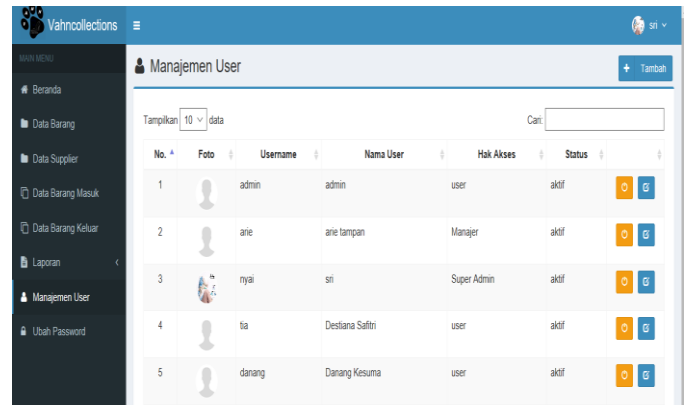 Vahncollections
sri
MAIN MENU
Beranda
Data Barang
Data Supplier
Data Barang Masuk
Data Barang Keluar
Laporan
Manajemen User
Ubah Password
Manajemen User
Tambah
Tampilkan 10 data
Cari:
No. Foto Username Nama User Hak Akses Status
1 admin admin user aktif
2 arie arie tampan Manajer aktif
3 nyai sri Super Admin aktif
4 tia Destiana Safitri user aktif
5 danang Danang Kesuma user aktif